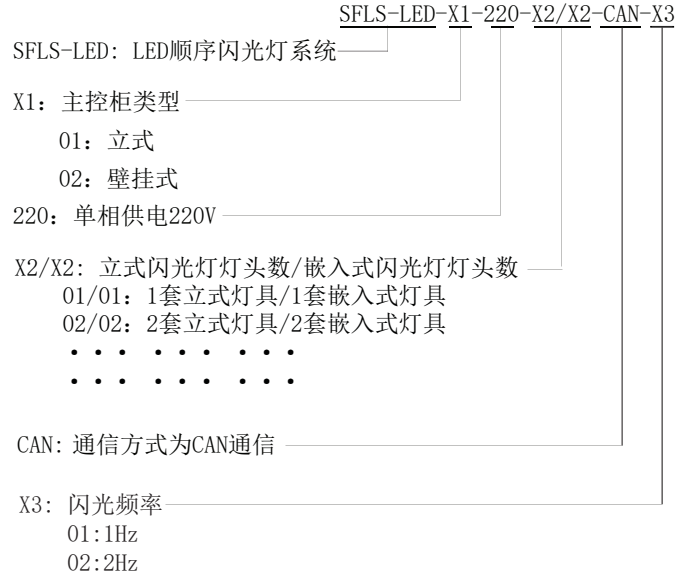 SFLS-LED-X1-220-X2/X2-CAN-X3
SFLS-LED: LED顺序闪光灯系统
X1：主控柜类型
01：立式
02：壁挂式
220：单相供电220V
X2/X2: 立式闪光灯灯头数/嵌入式闪光灯灯头数
01/01：1套立式灯具/1套嵌入式灯具
02/02：2套立式灯具/2套嵌入式灯具
••• ••• •••
••• ••• •••
CAN: 通信方式为CAN通信
X3: 闪光频率
01:1Hz
02:2Hz